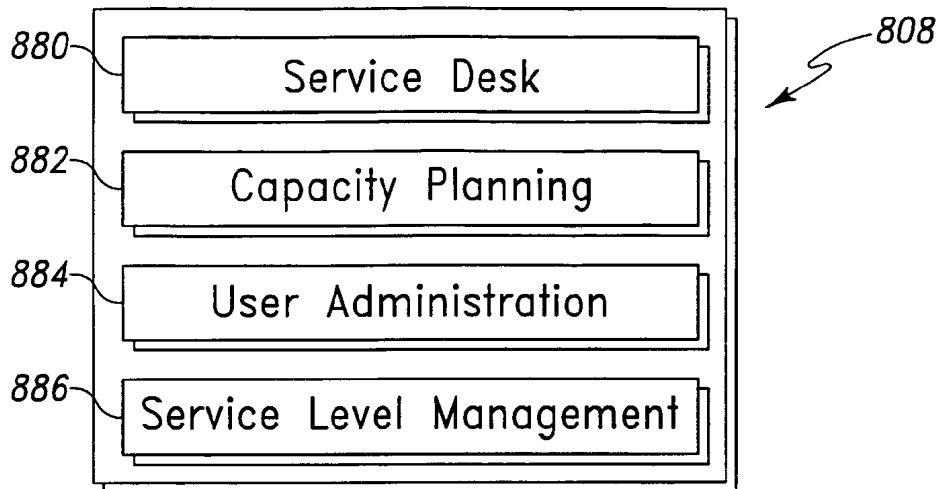 880
Service Desk
808
882
Capacity Planning
884
User Administration
886
Service Level Management